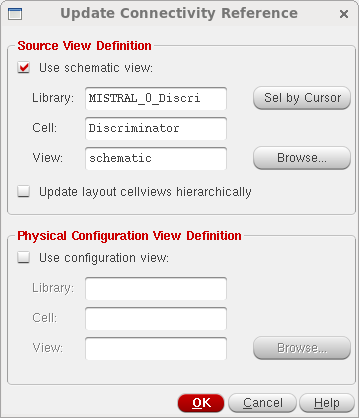 Update Connectivity Reference
Source View Definition
Use schematic view:
Library: MISTRAL_0_Discri Sel by Cursor
Cell: Discriminator
View: schematic Browse...
Update layout cellviews hierarchically
Physical Configuration View Definition
Use configuration view:
Library:
Cell:
View: Browse...
OK Cancel Help